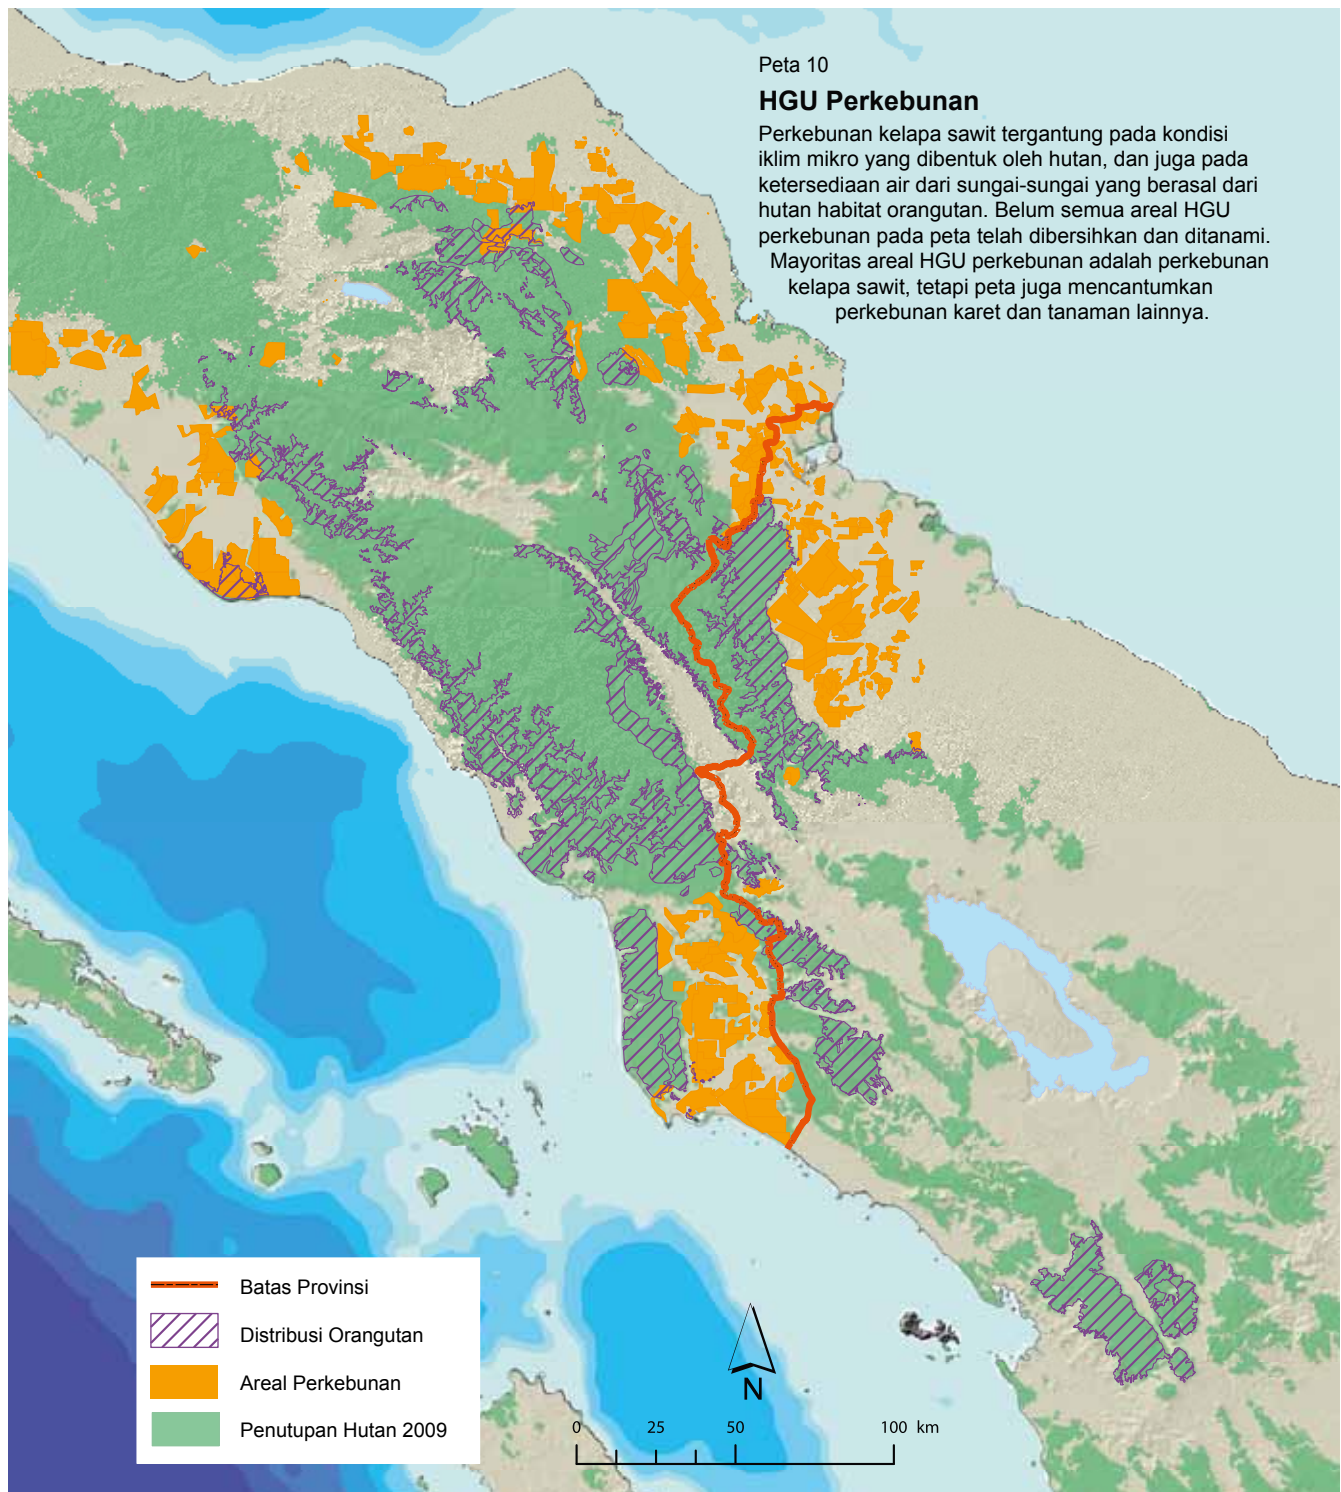 Peta 10
HGU Perkebunan
Perkebunan kelapa sawit tergantung pada kondisi
iklim mikro yang dibentuk oleh hutan, dan juga pada
ketersediaan air dari sungai-sungai yang berasal dari
hutan habitat orangutan. Belum semua areal HGU
perkebunan pada peta telah dibersihkan dan ditanami.
Mayoritas areal HGU perkebunan adalah perkebunan
kelapa sawit, tetapi peta juga mencantumkan
perkebunan karet dan tanaman lainnya.
Batas Provinsi
Distribusi Orangutan
Areal Perkebunan
Penutupan Hutan 2009
N
0 25 50 100 km